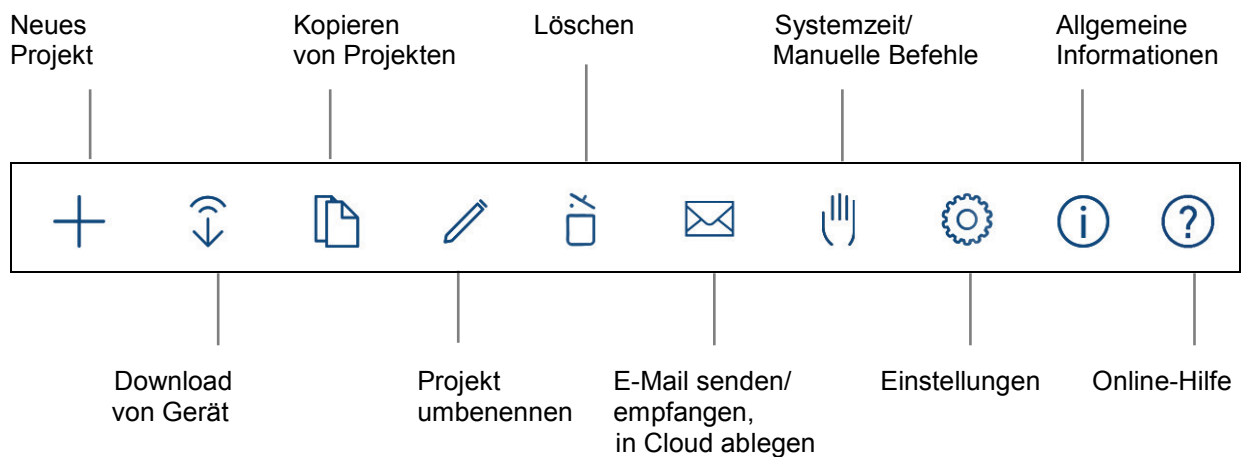 Neues
Projekt
Kopieren
von Projekten
Löschen
Systemzeit/
Manuelle Befehle
Allgemeine
Informationen
Download
von Gerät
Projekt
umbenennen
E-Mail senden/
empfangen,
in Cloud ablegen
Einstellungen
Online-Hilfe